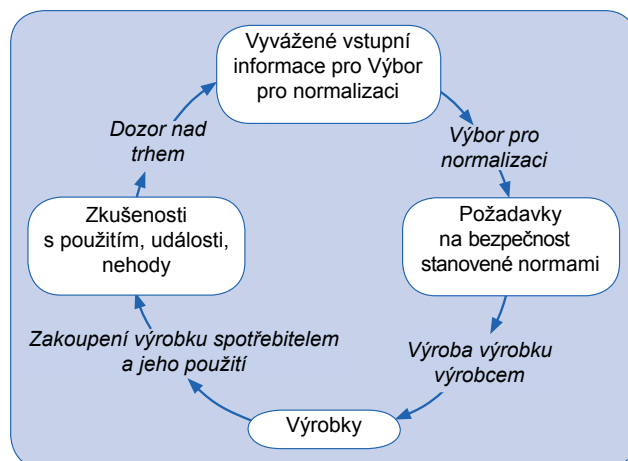 Vyvážené vstupní
informace pro Výbor
pro normalizaci
Výbor pro
normalizaci
Požadavky
na bezpečnost
stanovené normami
Výroba výrobku
výrobcem
Výrobky
Zakoupení výrobku spotřebitelem
a jeho použití
Zkušenosti
s použitím, události,
nehody
Dozor nad
trhem